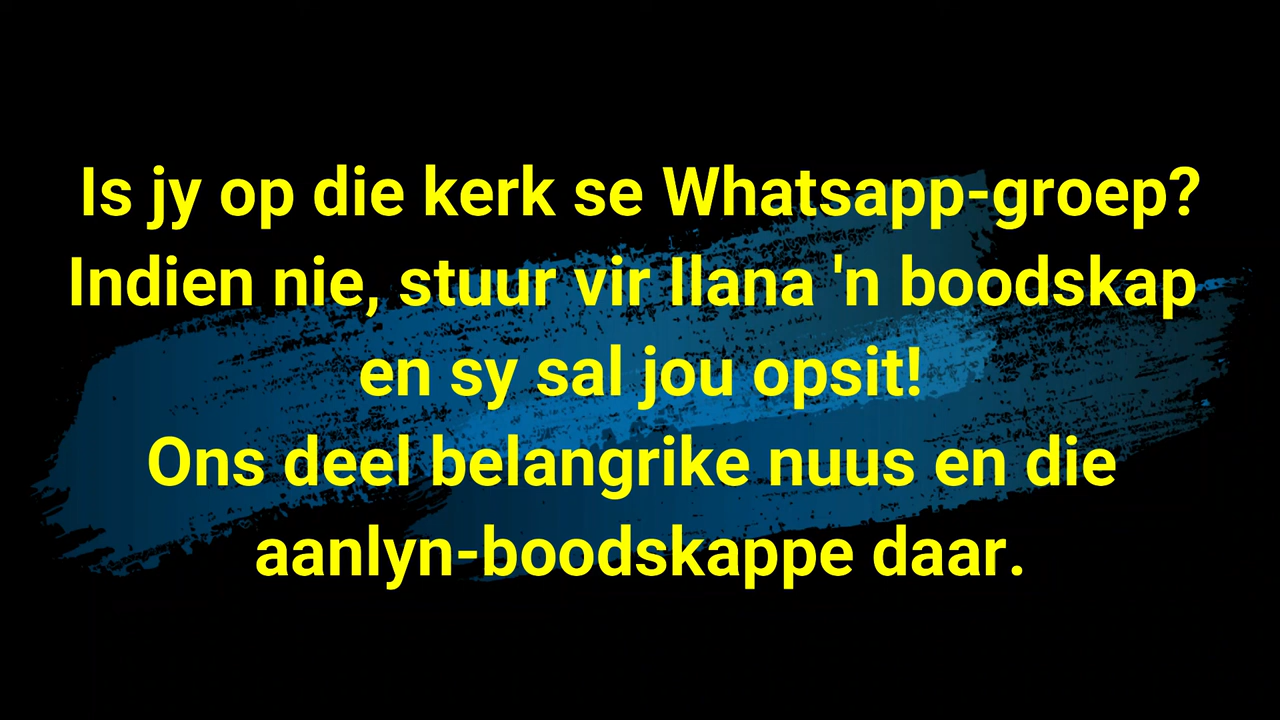 Is jy op die kerk se Whatsapp-groep?
Indien nie, stuur vir Ilana 'n boodskap
en sy sal jou opsit!
Ons deel belangrike nuus en die
aanlyn-boodskappe daar.